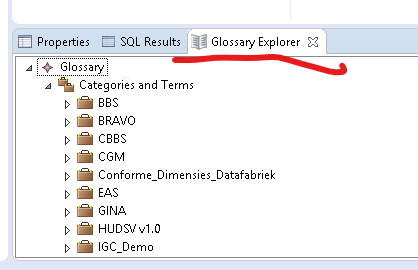 Properties SQL Results Glossary Explorer
Glossary
Categories and Terms
BBS
BRAVO
CBBS
CGM
Conforme_Dimensies_Datafabriek
EAS
GINA
HUDSV v1.0
IGC_Demo